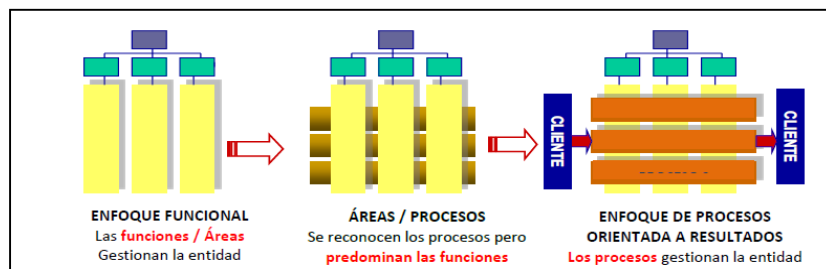 CLIENTE
CLIENTE
ENFOQUE FUNCIONAL
Las funciones / Áreas
Gestionan la entidad
ÁREAS / PROCESOS
Se reconocen los procesos pero
predominan las funciones
ENFOQUE DE PROCESOS
ORIENTADA A RESULTADOS
Los procesos gestionan la entidad